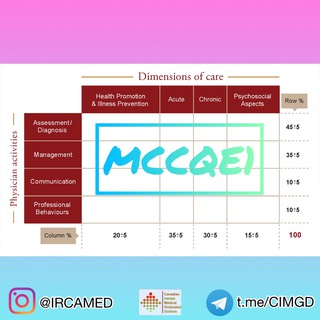 Dimensions of care
Health Promotion
& Illness Prevention
Acute
Chronic
Psychosocial
Aspects
Row %
Physician activities
Assessment/
Diagnosis
45±5
Management
35±5
Communication
10±5
Professional
Behaviours
10±5
Column %
20±5
35±5
30±5
15±5
100
MCCQE1
@IRCAMED
Canadian
Iranian
Medical
Graduates
t.me/CIMGD